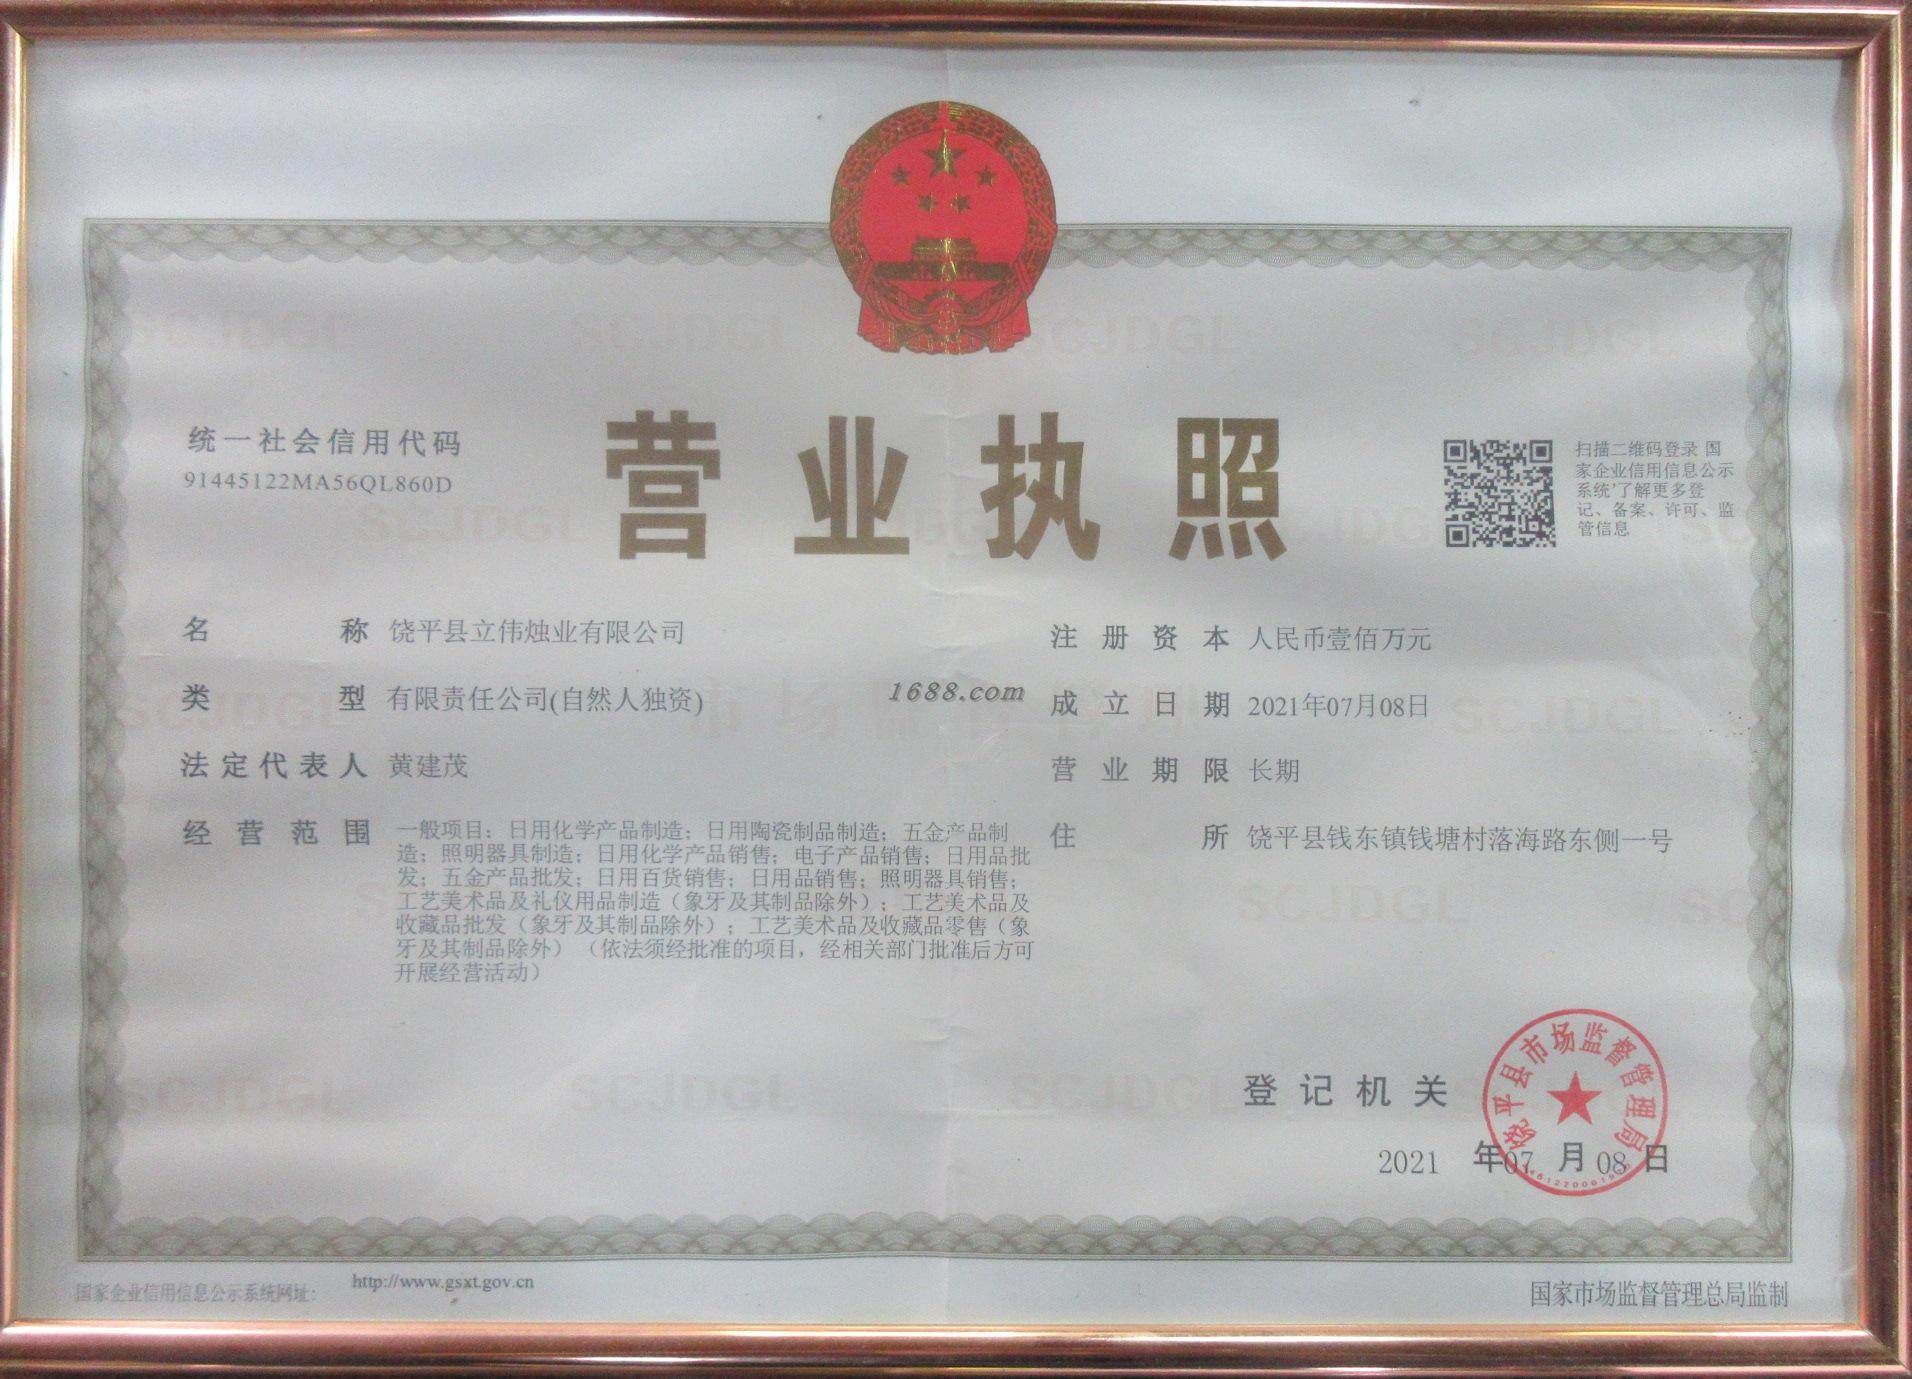 营业执照
统一社会信用代码
91445122MA56QL860D
扫描二维码登录 国
家企业信用信息公示
系统'了解更多登
记、备案、许可、监
管信息
名称 饶平县立伟烛业有限公司
类型 有限责任公司(自然人独资)
法定代表人 黄建茂
经营范围 一般项目：日用化学产品制造；日用陶瓷制品制造；五金产品制
造；照明器具制造；日用化学产品销售；电子产品销售；日用品批
发；五金产品批发；日用百货销售；日用品销售；照明器具销售；
工艺美术品及礼仪用品制造（象牙及其制品除外）；工艺美术品及
收藏品批发（象牙及其制品除外）；工艺美术品及收藏品零售（象
牙及其制品除外）（依法须经批准的项目，经相关部门批准后方可
开展经营活动）
1688.com
注册资本 人民币壹佰万元
成立日期 2021年07月08日
营业期限 长期
住所 饶平县钱东镇钱塘村落海路东侧一号
登记机关
饶平县市场监督管理局
2021 年07 月08 日
国家企业信用信息公示系统网址: http://www.gsxt.gov.cn
国家市场监督管理总局监制
SCJDGL